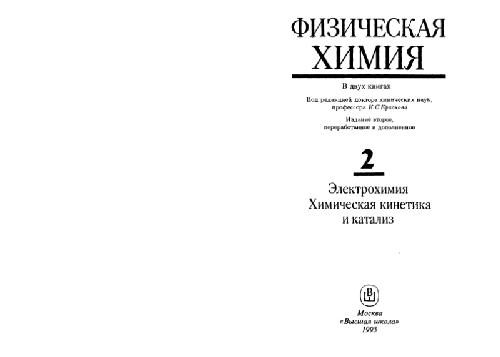 ФИЗИЧЕСКАЯ
ХИМИЯ
В двух книгах
Под редакцией доктора химических наук,
профессора К.С.Краснова
Издание второе,
переработанное и дополненное
2
Электрохимия
Химическая кинетика
и катализ
Москва
«Высшая школа»
1995